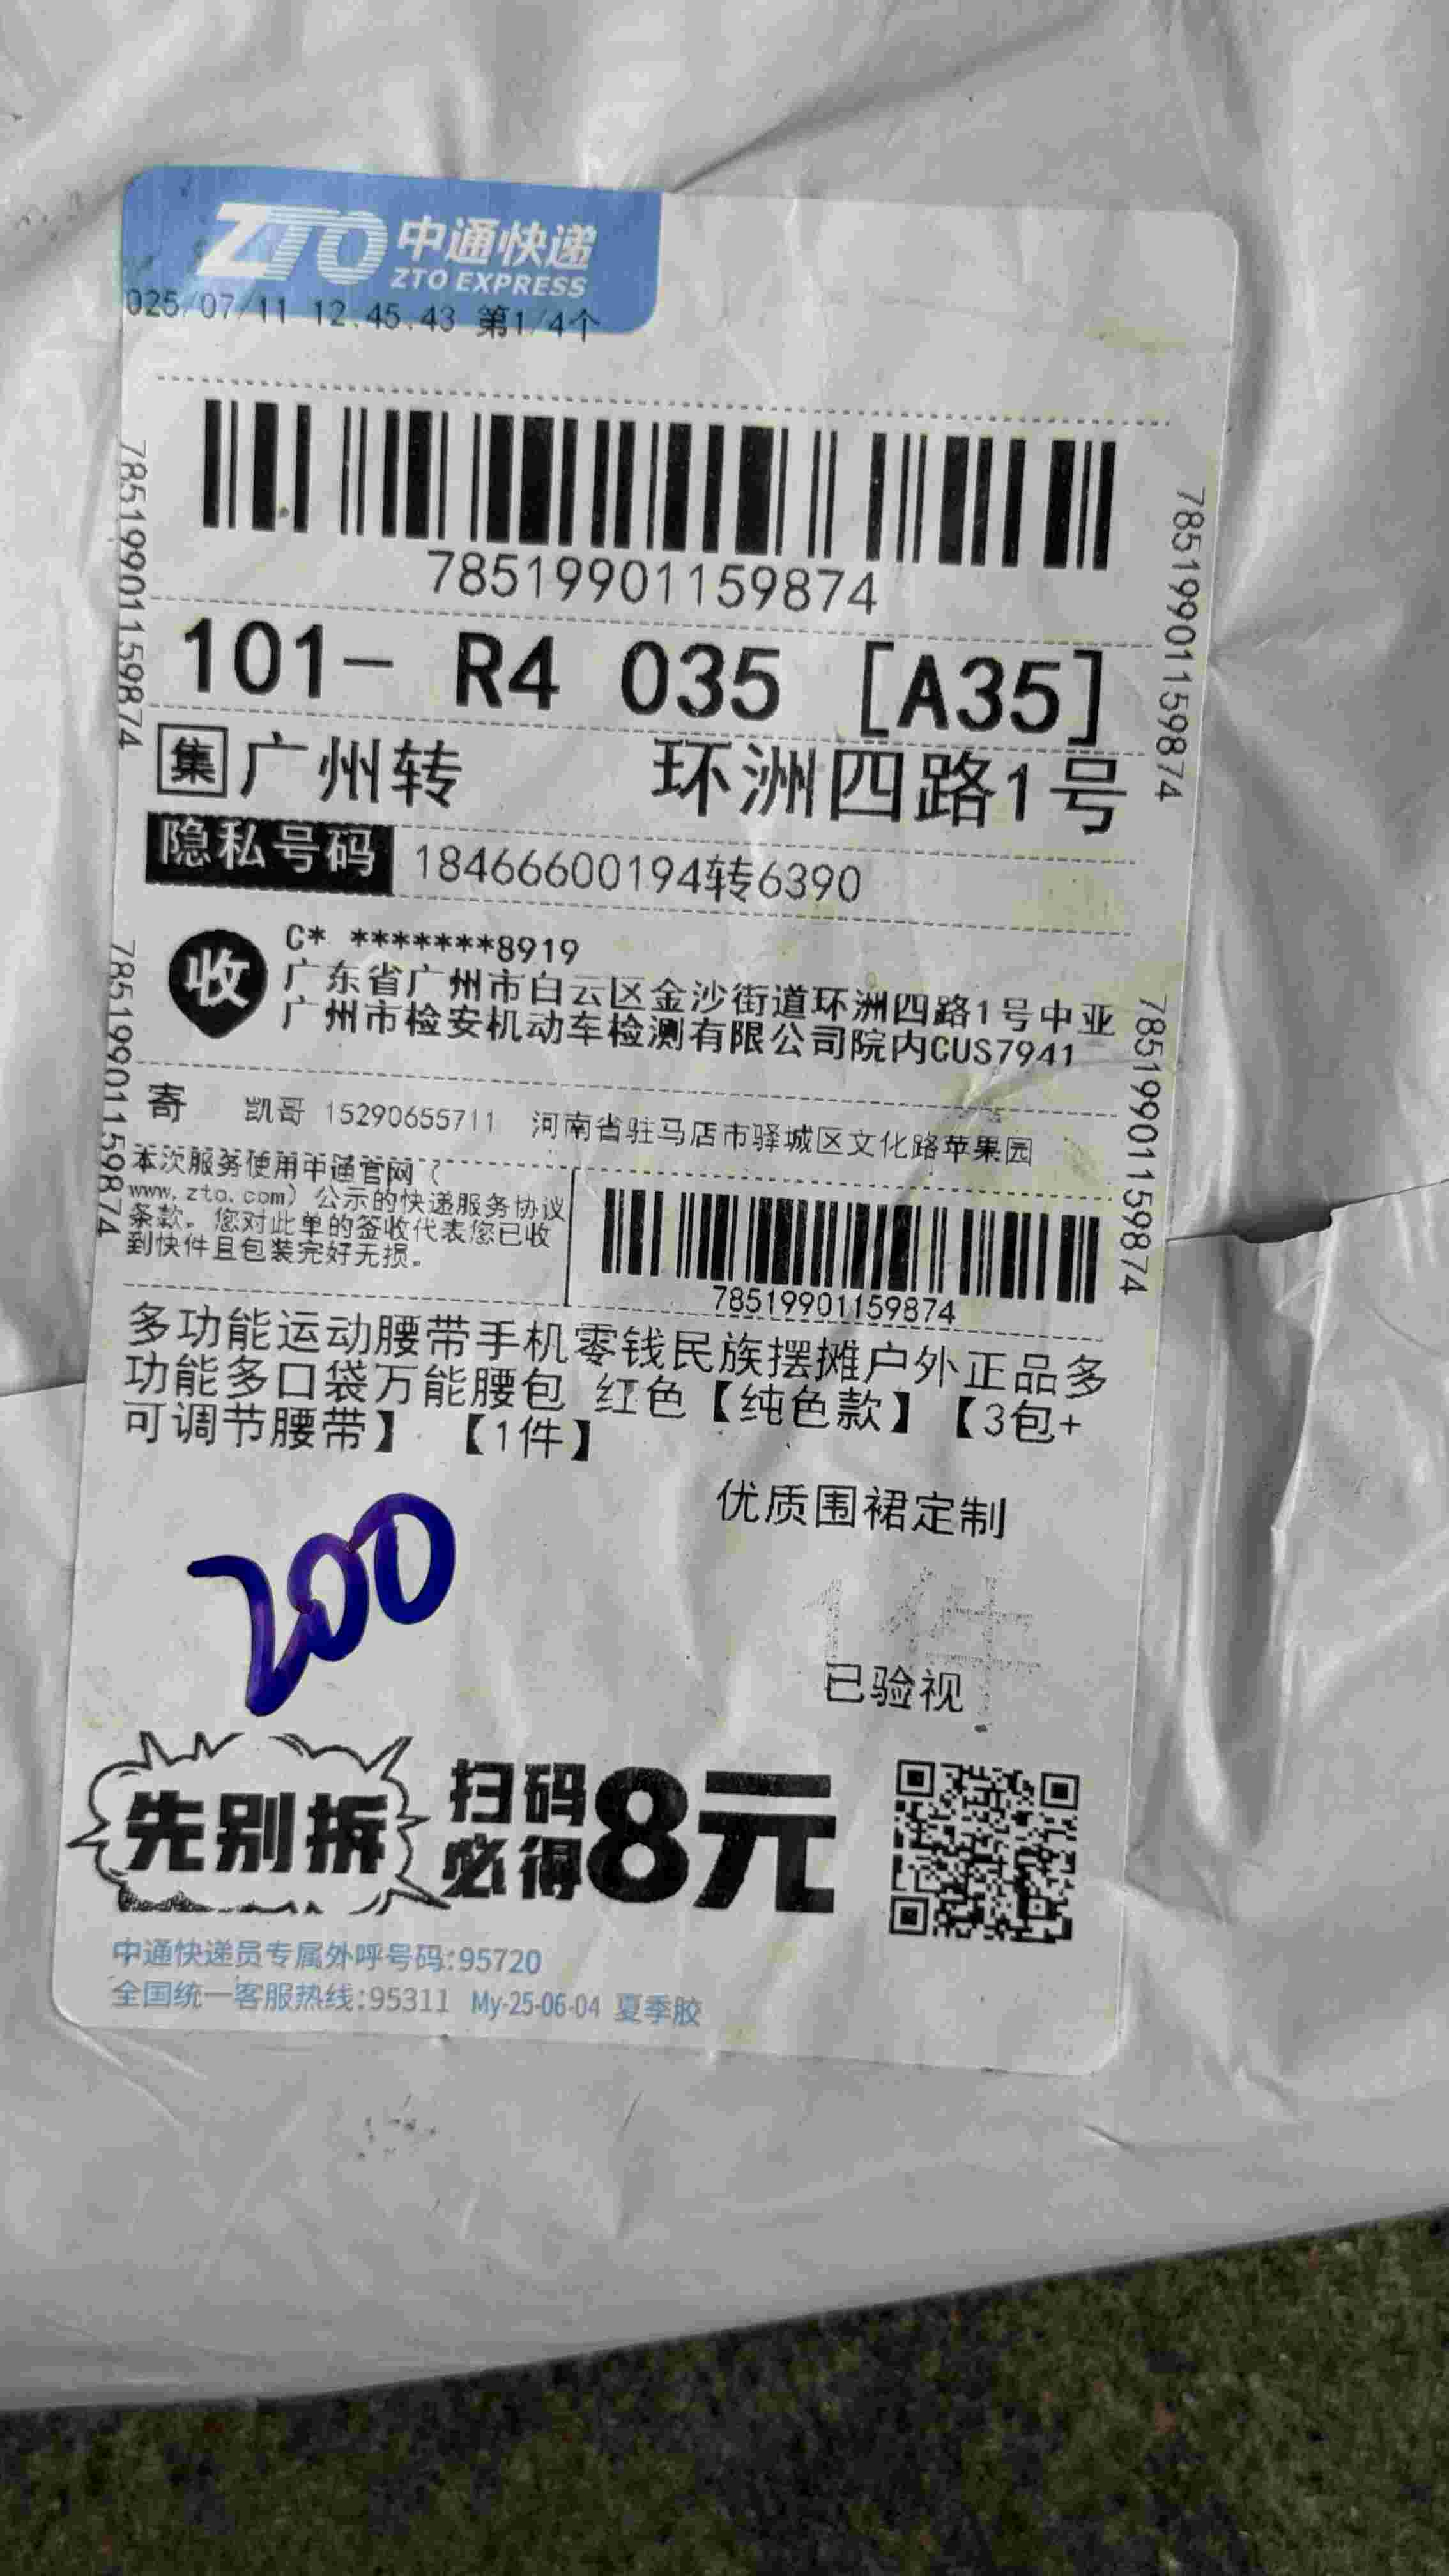 ZTO 中通快递
ZTO EXPRESS
025/07/11 12.45.43 第1/4个
78519901159874
78519901159874
78519901159874
101- R4 035 [A35]
集 广州转 环洲四路1号
隐私号码 18466600194转6390
收
C* *******8919
广东省广州市白云区金沙街道环洲四路1号中亚
广州市检安机动车检测有限公司院内CUS7941
78519901159874
78519901159874
寄 凯哥 15290655711 河南省驻马店市驿城区文化路苹果园
本次服务使用中通官网（
www.zto.com）公示的快递服务协议
条款。您对此单的签收代表您已收
到快件且包装完好无损。
78519901159874
多功能运动腰带手机零钱民族摆摊户外正品多
功能多口袋万能腰包 红色【纯色款】【3包+
可调节腰带】 【1件】
优质围裙定制
200
1件
已验视
先别拆
扫码
必得
8元
中通快递员专属外呼号码:95720
全国统一客服热线:95311 My-25-06-04 夏季胶